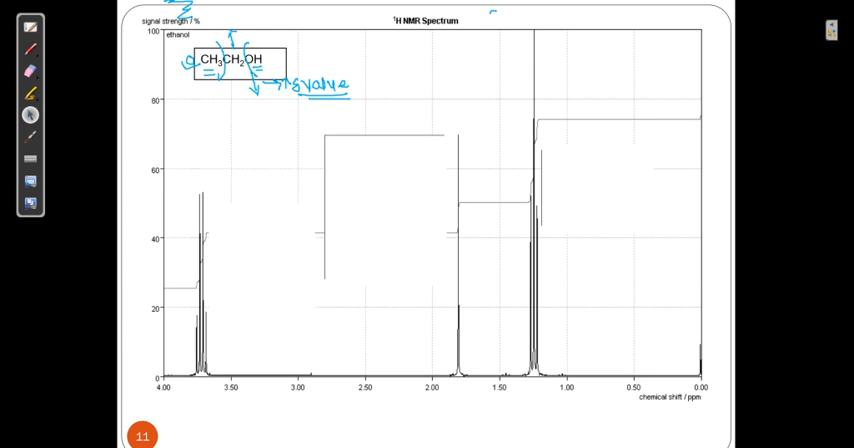 signal strength / %
¹H NMR Spectrum
100
ethanol
CH₃CH₂OH
δ value
80
60
40
20
0
4.00 3.50 3.00 2.50 2.00 1.50 1.00 0.50 0.00
chemical shift / ppm
11